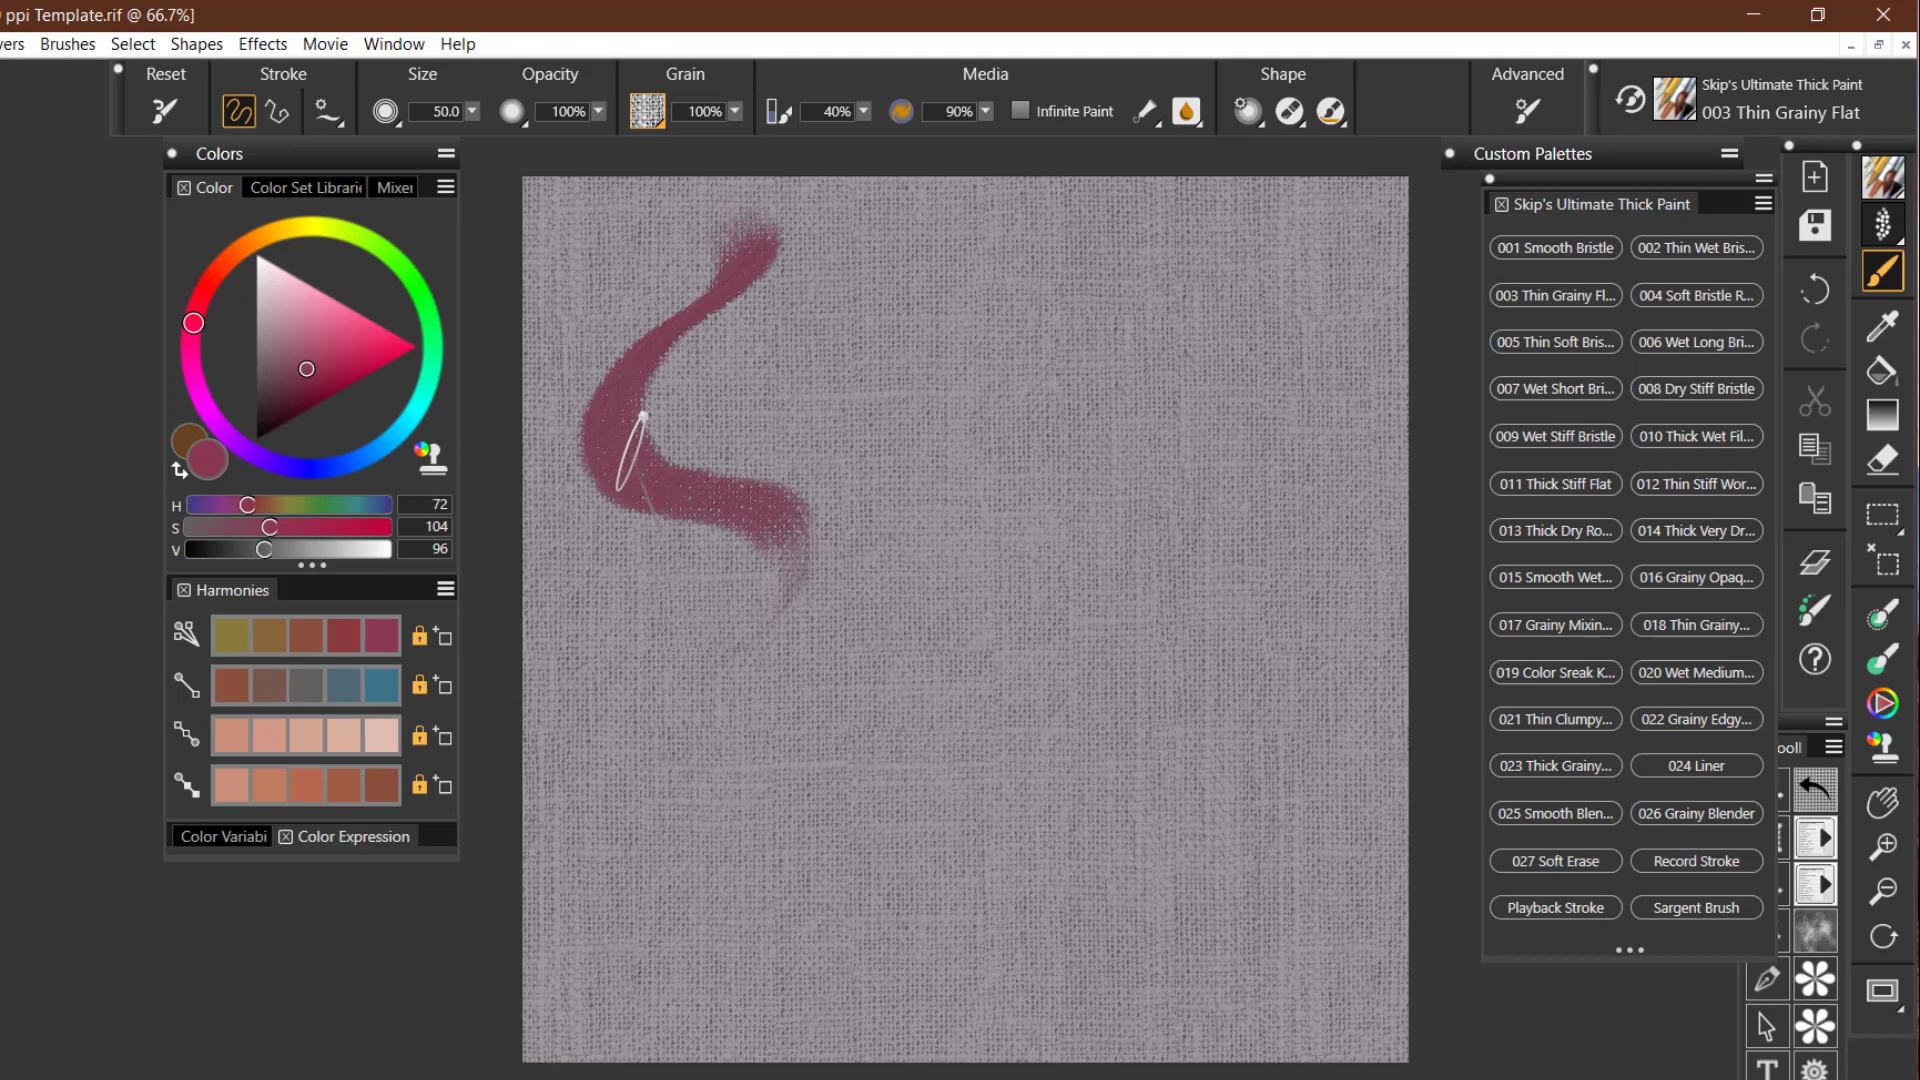 ppi Template.rif @ 66.7%]
yers Brushes Select Shapes Effects Movie Window Help
Reset Stroke Size Opacity Grain Media Shape Advanced
50.0 100% 100% 40% 90% Infinite Paint
Skip's Ultimate Thick Paint
003 Thin Grainy Flat
Colors
Color Color Set Librarie Mixer
H 72
S 104
V 96
Harmonies
Color Variabi Color Expression
Custom Palettes
Skip's Ultimate Thick Paint
001 Smooth Bristle 002 Thin Wet Bris...
003 Thin Grainy Fl... 004 Soft Bristle R...
005 Thin Soft Bris... 006 Wet Long Bri...
007 Wet Short Bri... 008 Dry Stiff Bristle
009 Wet Stiff Bristle 010 Thick Wet Fil...
011 Thick Stiff Flat 012 Thin Stiff Wor...
013 Thick Dry Ro... 014 Thick Very Dr...
015 Smooth Wet... 016 Grainy Opaq...
017 Grainy Mixin... 018 Thin Grainy...
019 Color Sreak K... 020 Wet Medium...
021 Thin Clumpy... 022 Grainy Edgy...
023 Thick Grainy... 024 Liner
025 Smooth Blen... 026 Grainy Blender
027 Soft Erase Record Stroke
Playback Stroke Sargent Brush
ooll
T